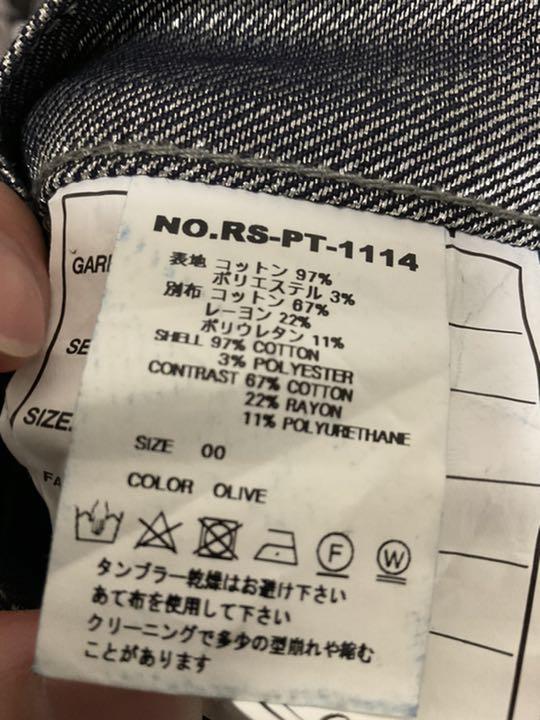 NO.RS-PT-1114
表地 コットン 97%
ポリエステル 3%
別布 コットン 67%
レーヨン 22%
ポリウレタン 11%
SHELL 97% COTTON
3% POLYESTER
CONTRAST 67% COTTON
22% RAYON
11% POLYURETHANE
SIZE 00
COLOR OLIVE
F
W
タンブラー乾燥はお避け下さい
あて布を使用して下さい
クリーニングで多少の型崩れや縮む
ことがあります
SIZE